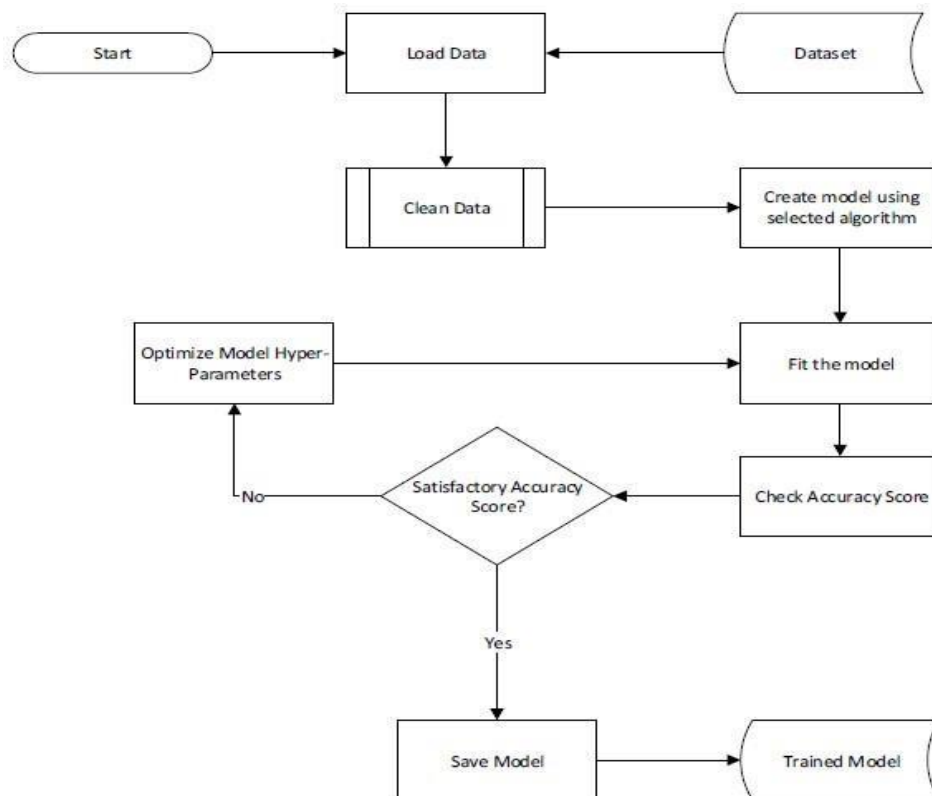 Start
Load Data
Dataset
Clean Data
Create model using
selected algorithm
Optimize Model Hyper-
Parameters
Fit the model
No
Satisfactory Accuracy
Score?
Check Accuracy Score
Yes
Save Model
Trained Model